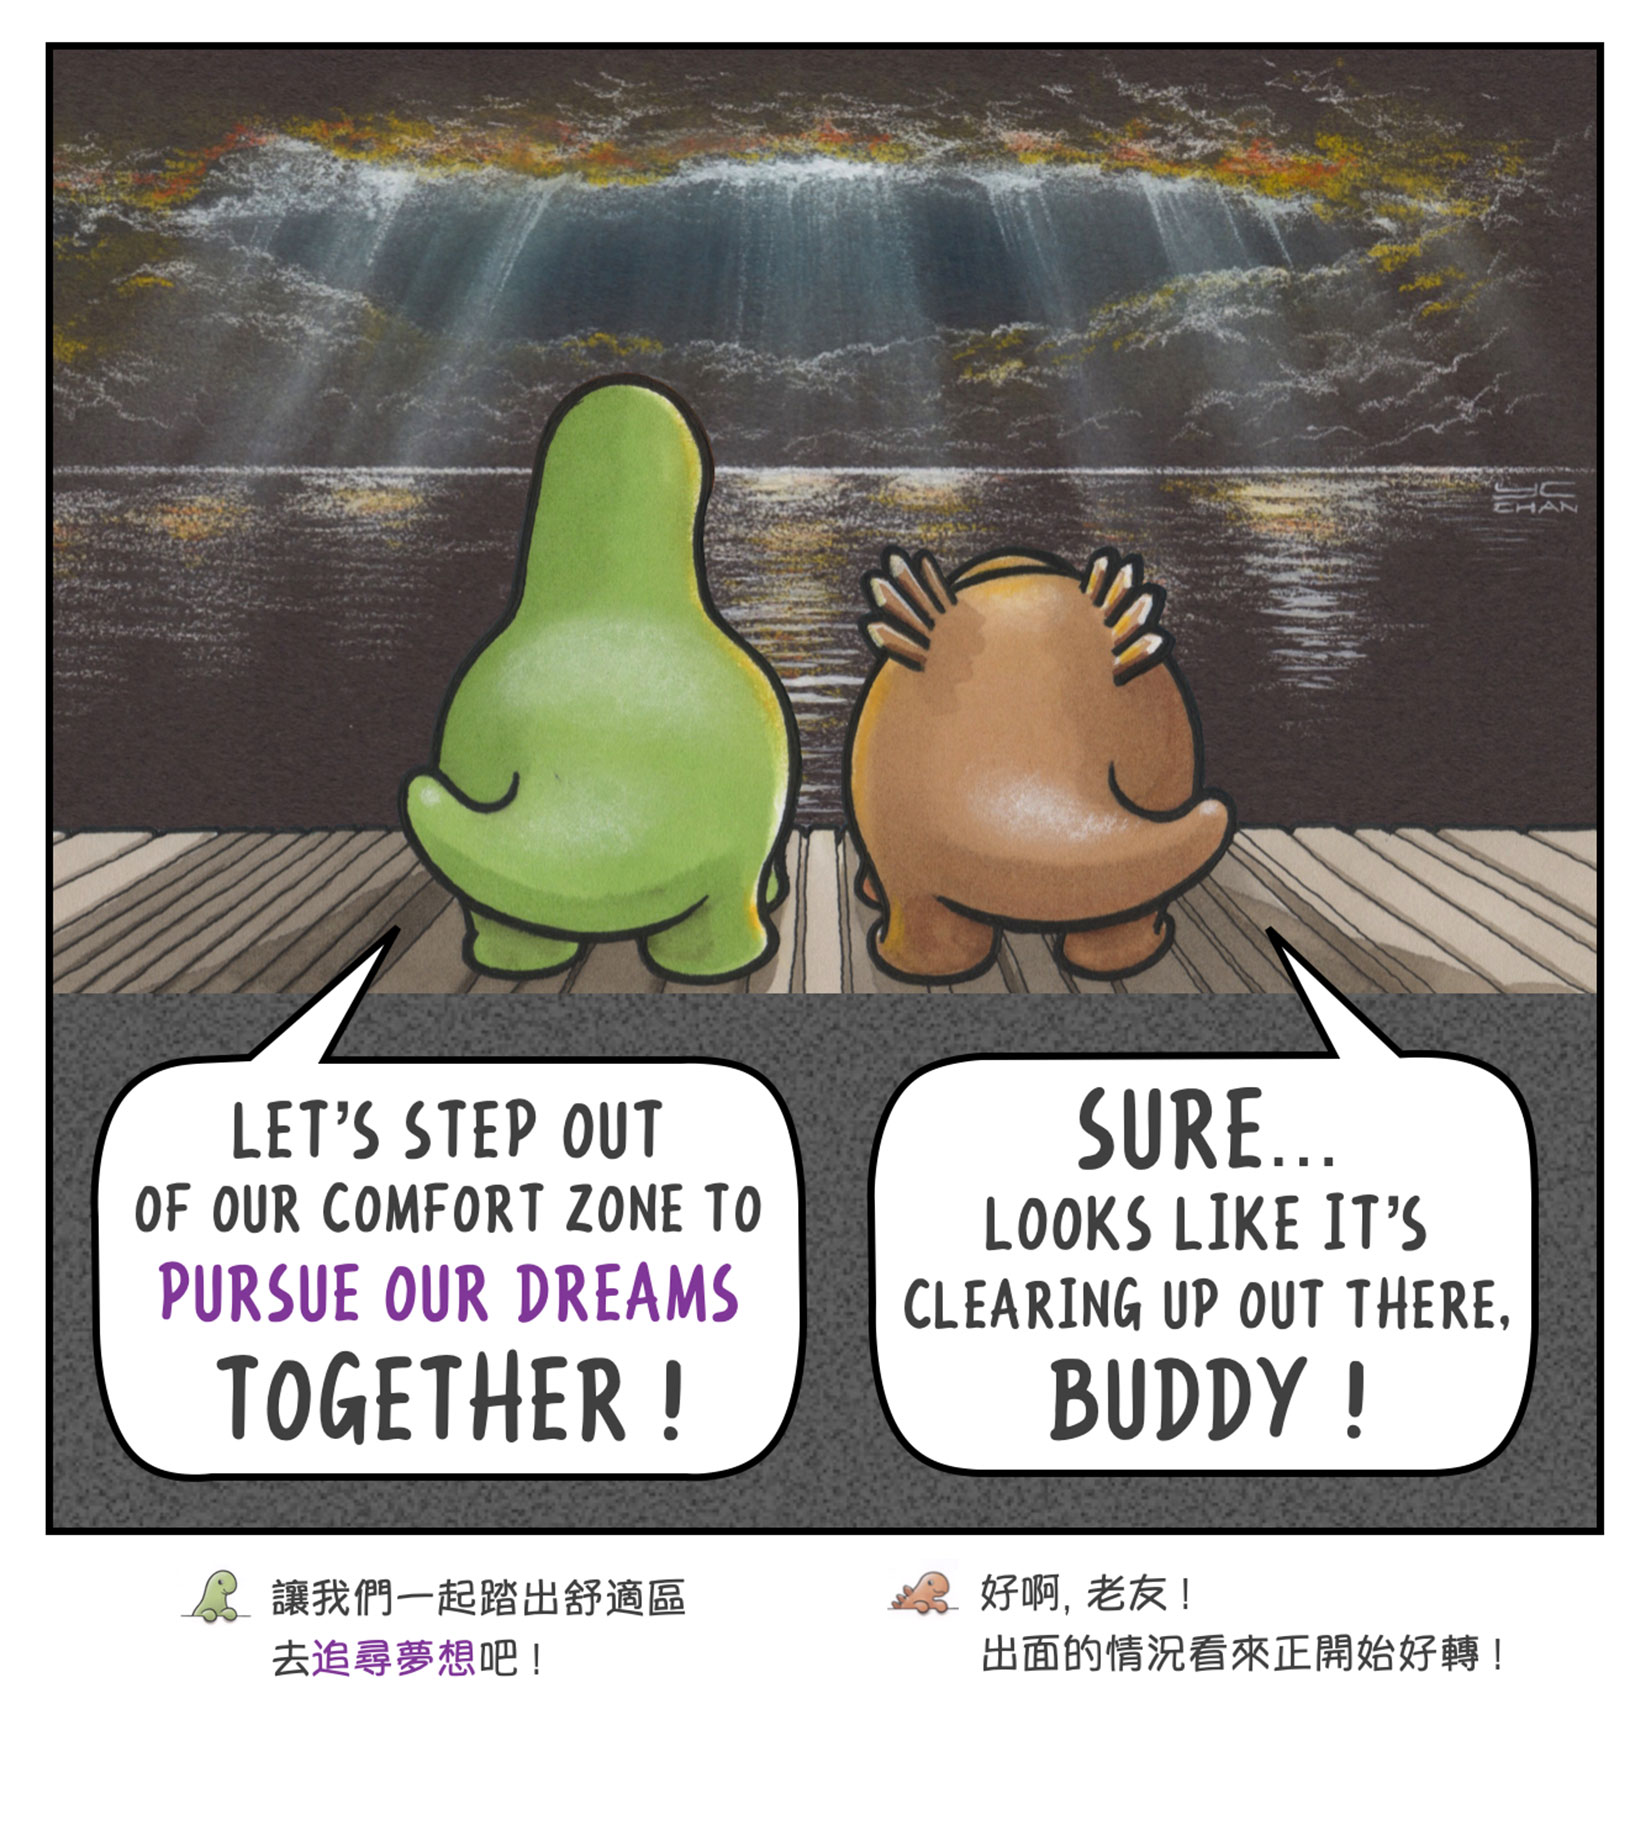 YC
CHAN
LET'S STEP OUT
OF OUR COMFORT ZONE TO
PURSUE OUR DREAMS
TOGETHER !
SURE...
LOOKS LIKE IT'S
CLEARING UP OUT THERE,
BUDDY !
讓我們一起踏出舒適區
去追尋夢想吧 !
好啊, 老友 !
出面的情況看來正開始好轉 !